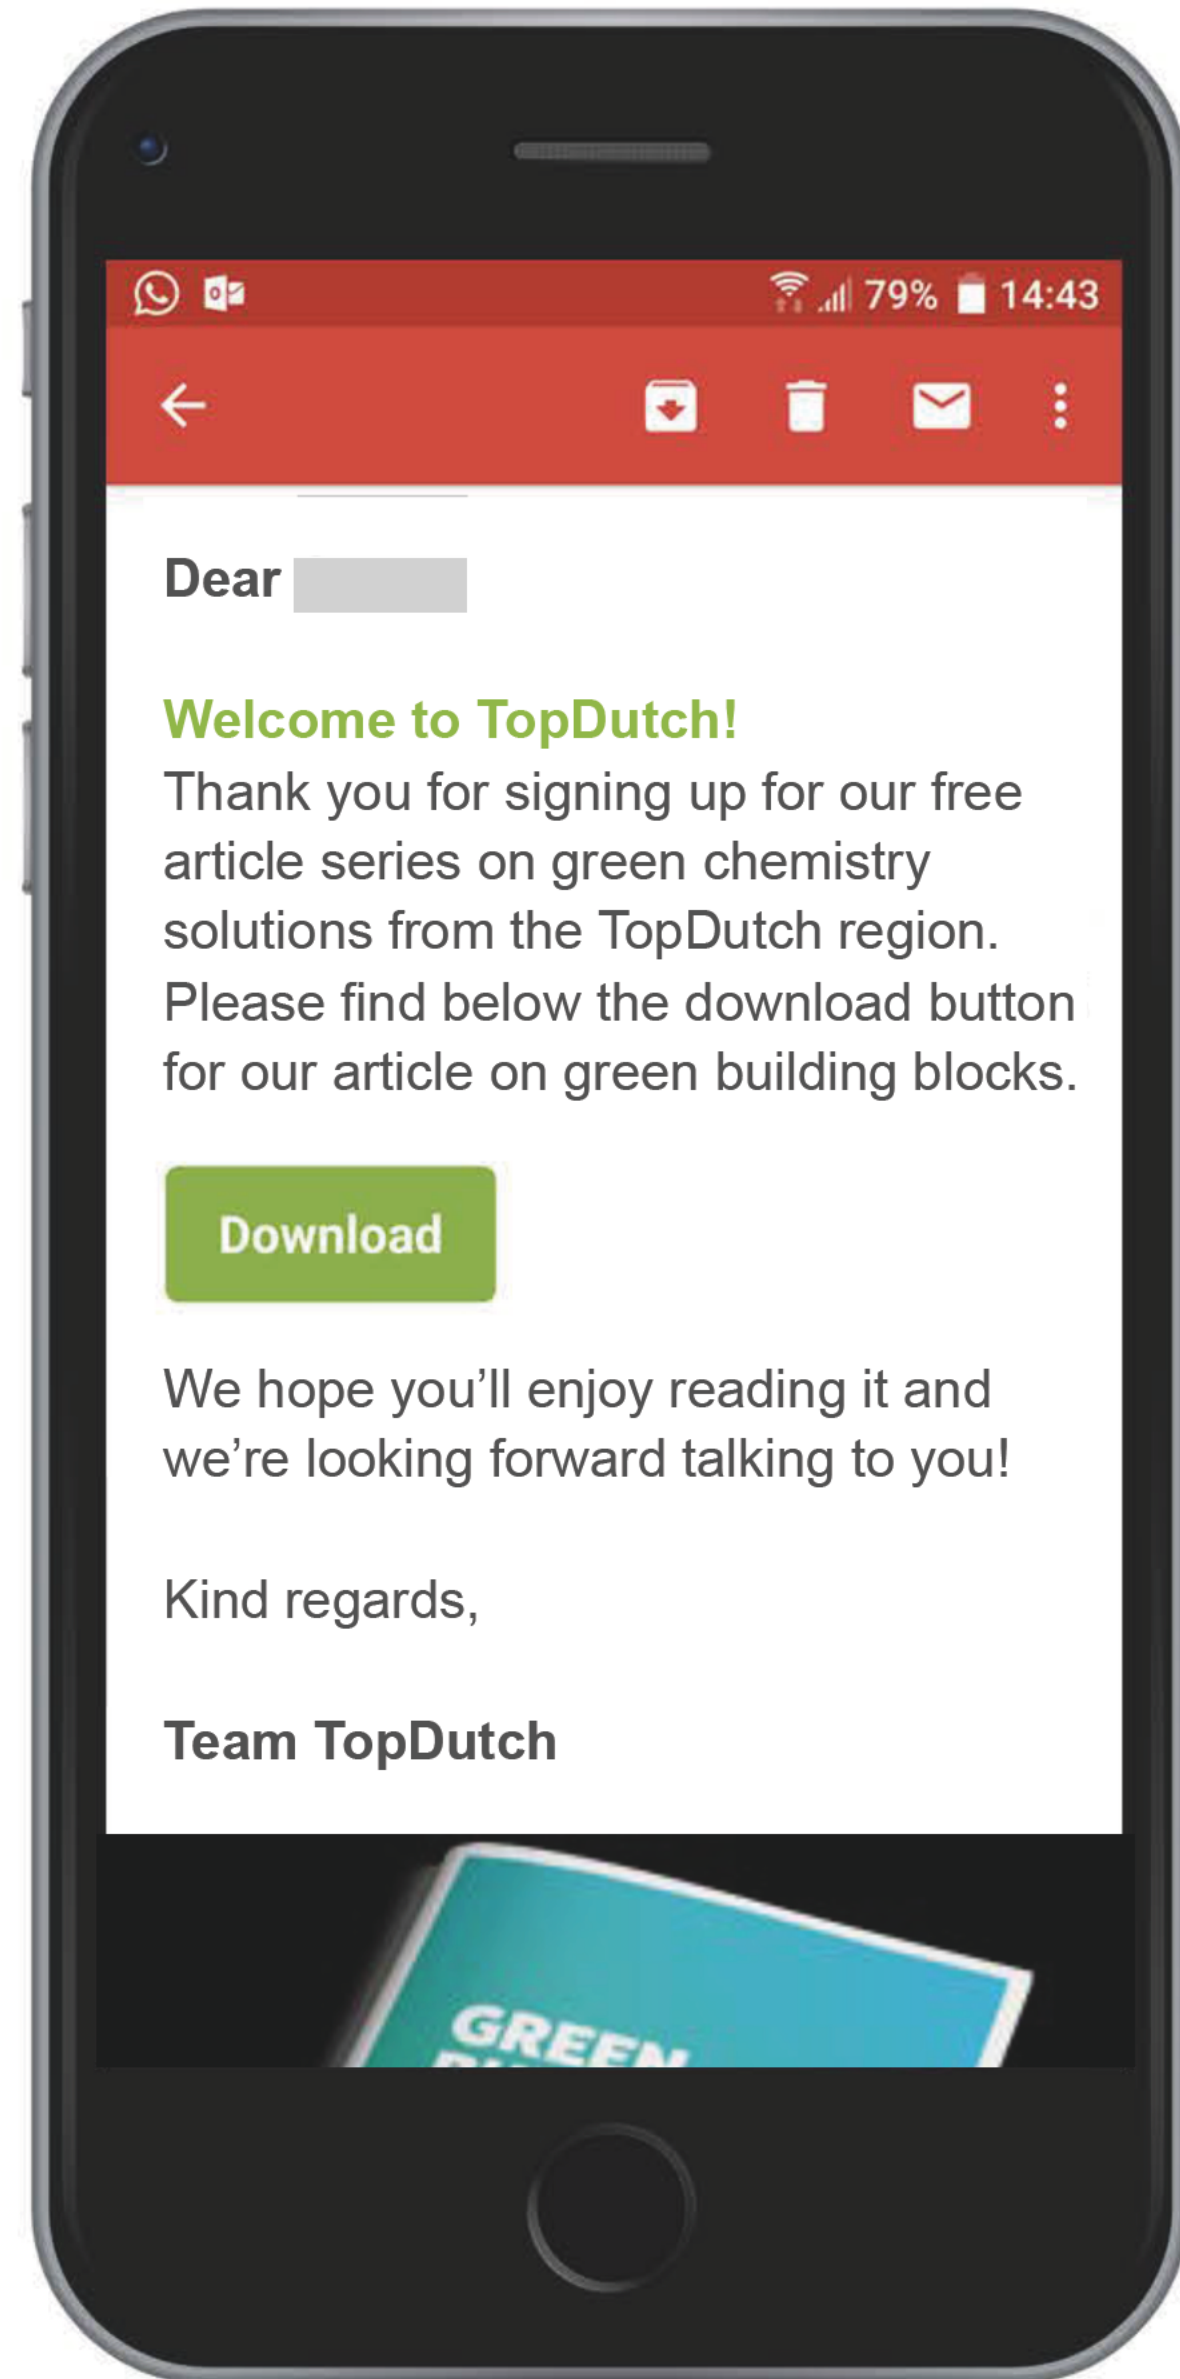 79% 14:43
Dear
Welcome to TopDutch!
Thank you for signing up for our free
article series on green chemistry
solutions from the TopDutch region.
Please find below the download button
for our article on green building blocks.
Download
We hope you’ll enjoy reading it and
we’re looking forward talking to you!
Kind regards,
Team TopDutch
GREEN